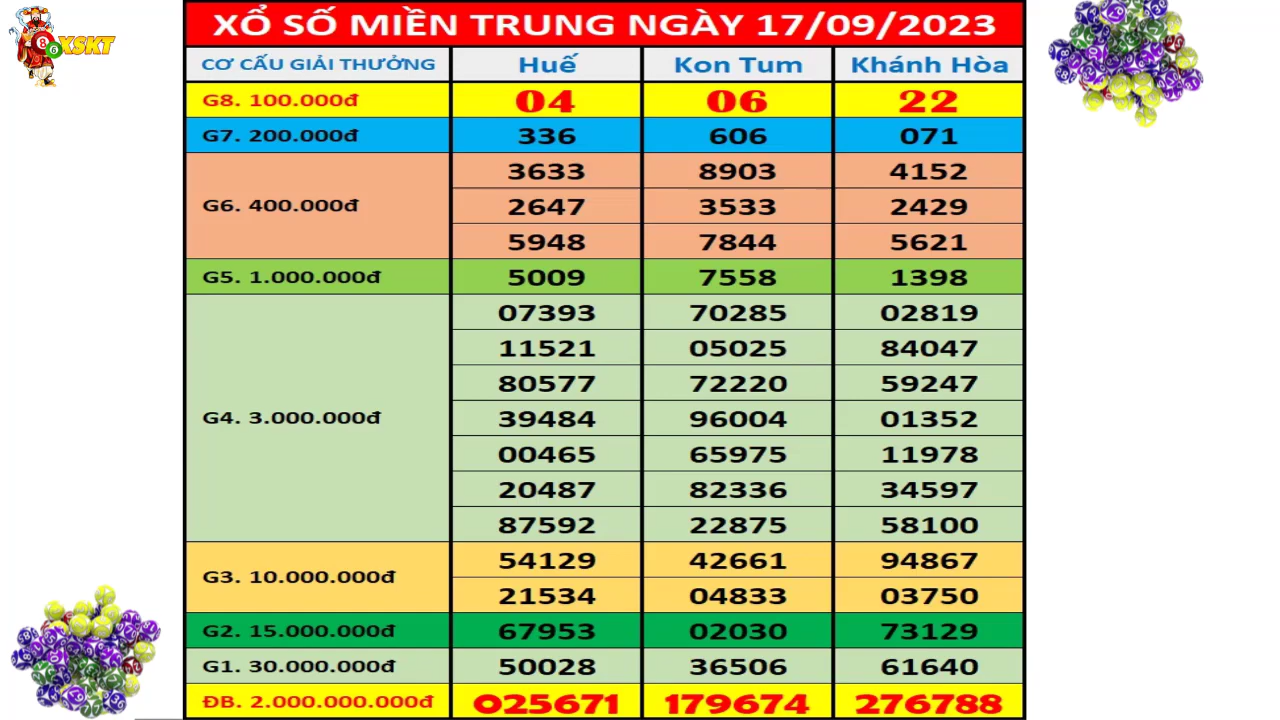 XSKT
XỔ SỐ MIỀN TRUNG NGÀY 17/09/2023
CƠ CẤU GIẢI THƯỞNG Huế Kon Tum Khánh Hòa
G8. 100.000đ 04 06 22
G7. 200.000đ 336 606 071
G6. 400.000đ
3633 8903 4152
2647 3533 2429
5948 7844 5621
G5. 1.000.000đ 5009 7558 1398
G4. 3.000.000đ
07393 70285 02819
11521 05025 84047
80577 72220 59247
39484 96004 01352
00465 65975 11978
20487 82336 34597
87592 22875 58100
G3. 10.000.000đ
54129 42661 94867
21534 04833 03750
G2. 15.000.000đ 67953 02030 73129
G1. 30.000.000đ 50028 36506 61640
ĐB. 2.000.000.000đ 025671 179674 276788